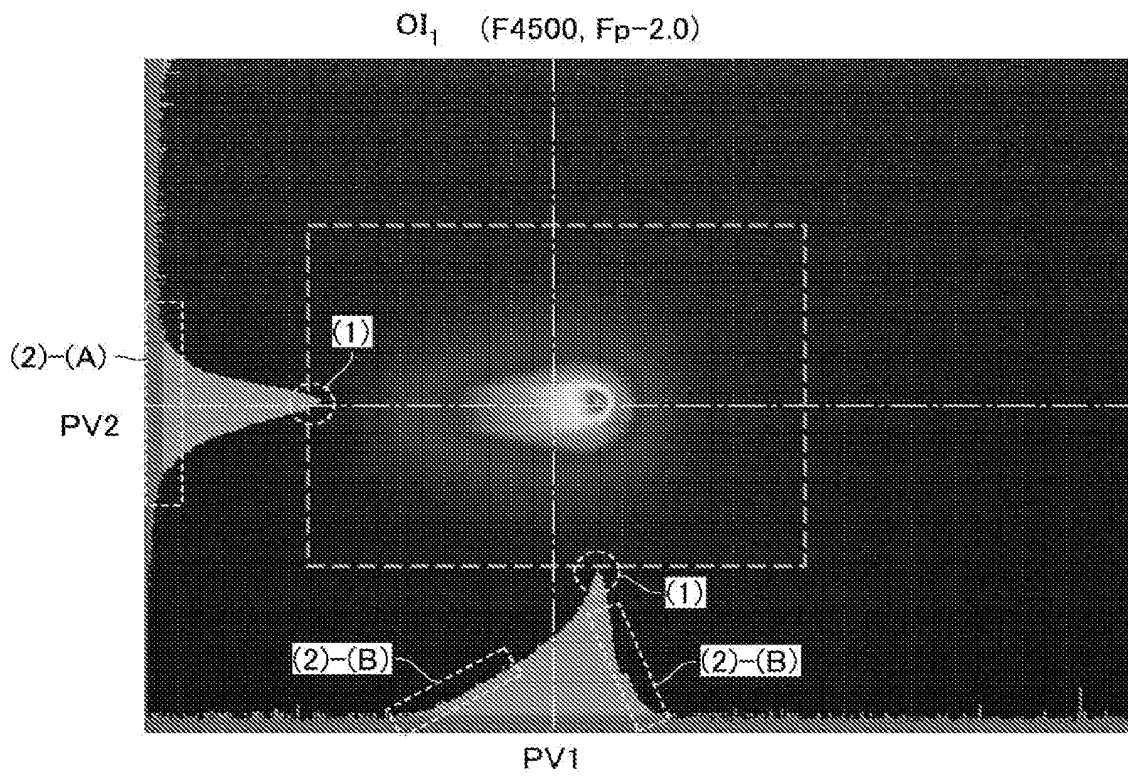 OI1 (F4500, Fp-2.0)
(1)
(2)-(A)
PV2
(1)
(2)-(B)
(2)-(B)
PV1